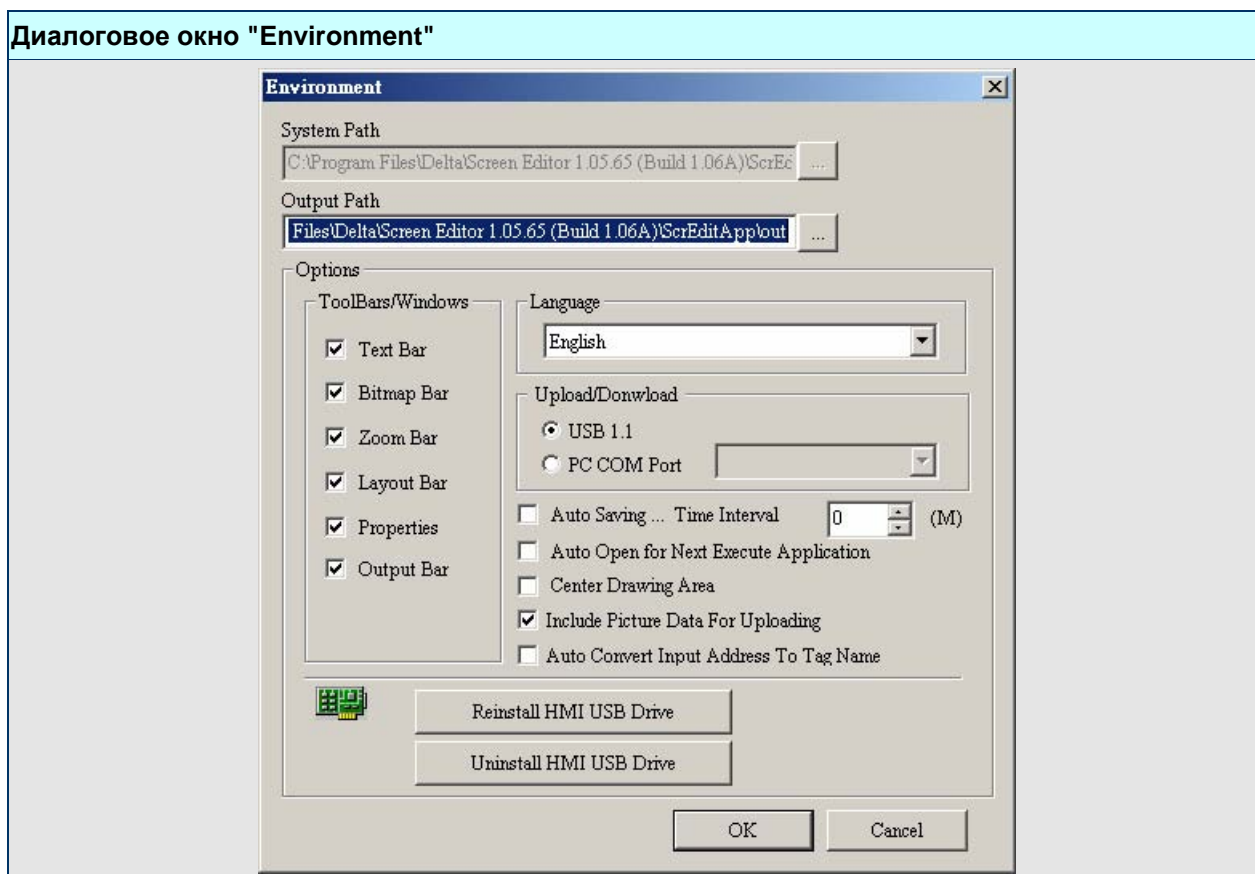 Диалоговое окно "Environment"
Environment
System Path
C:\Program Files\Delta\Screen Editor 1.05.65 (Build 1.06A)\ScrEc
...
Output Path
Files\Delta\Screen Editor 1.05.65 (Build 1.06A)\ScrEditApp\out
...
Options
ToolBars/Windows
Text Bar
Bitmap Bar
Zoom Bar
Layout Bar
Properties
Output Bar
Language
English
Upload/Donwload
USB 1.1
PC COM Port
Auto Saving ... Time Interval 0 (M)
Auto Open for Next Execute Application
Center Drawing Area
Include Picture Data For Uploading
Auto Convert Input Address To Tag Name
Reinstall HMI USB Drive
Uninstall HMI USB Drive
OK
Cancel